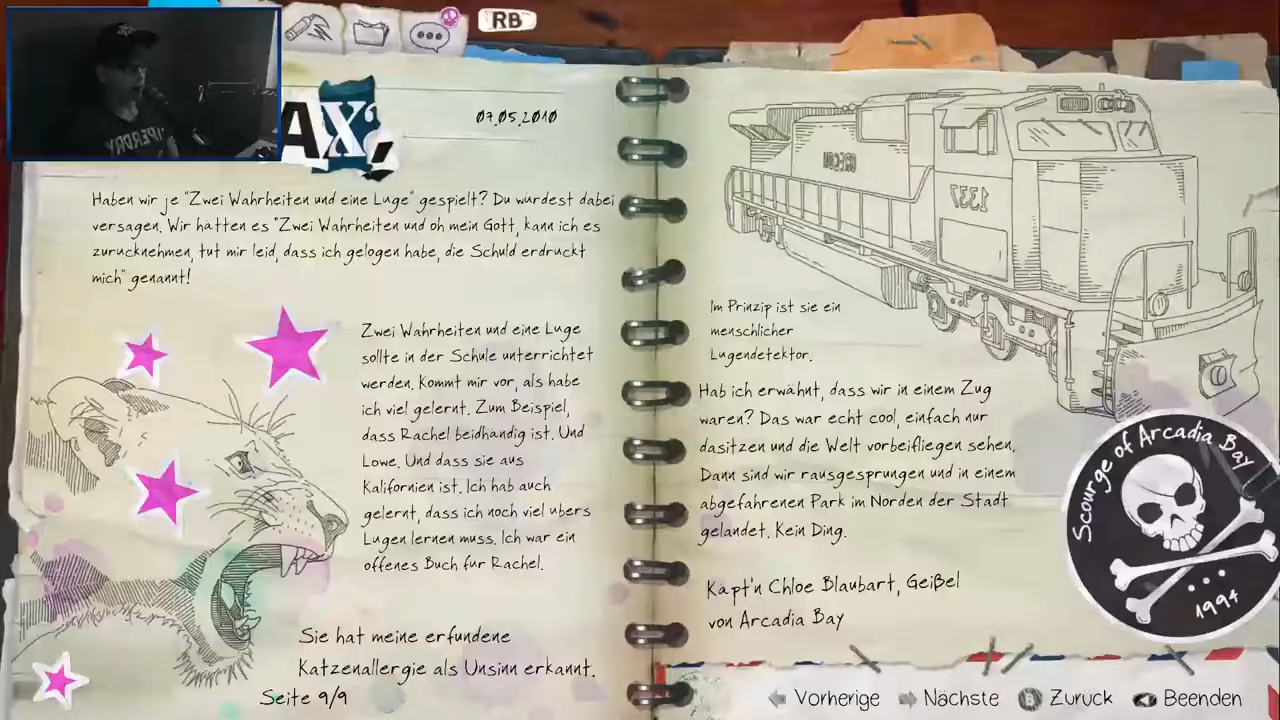 RB
AX,
07.05.2010
Haben wir je "Zwei Wahrheiten und eine Luge" gespielt? Du wurdest dabei
versagen. Wir hatten es "Zwei Wahrheiten und oh mein Gott, kann ich es
zurucknehmen, tut mir leid, dass ich gelogen habe, die Schuld erdruckt
mich" genannt!
Zwei Wahrheiten und eine Luge
sollte in der Schule unterrichtet
werden. Kommt mir vor, als habe
ich viel gelernt. Zum Beispiel,
dass Rachel beidhandig ist. Und
Lowe. Und dass sie aus
Kalifornien ist. Ich hab auch
gelernt, dass ich noch viel ubers
Lugen lernen muss. Ich war ein
offenes Buch fur Rachel.
Sie hat meine erfundene
Katzenallergie als Unsinn erkannt.
Seite 9/9
OREGON
1337
Im Prinzip ist sie ein
menschlicher
Lugendetektor.
Hab ich erwähnt, dass wir in einem Zug
waren? Das war echt cool, einfach nur
dasitzen und die Welt vorbeifliegen sehen.
Dann sind wir rausgesprungen und in einem
abgefahrenen Park im Norden der Stadt
gelandet. Kein Ding.
Kapt'n Chloe Blaubart, Geißel
von Arcadia Bay
Scourge of Arcadia Bay
1994
Vorherige Nächste B Zurück Beenden
SUPERDRY